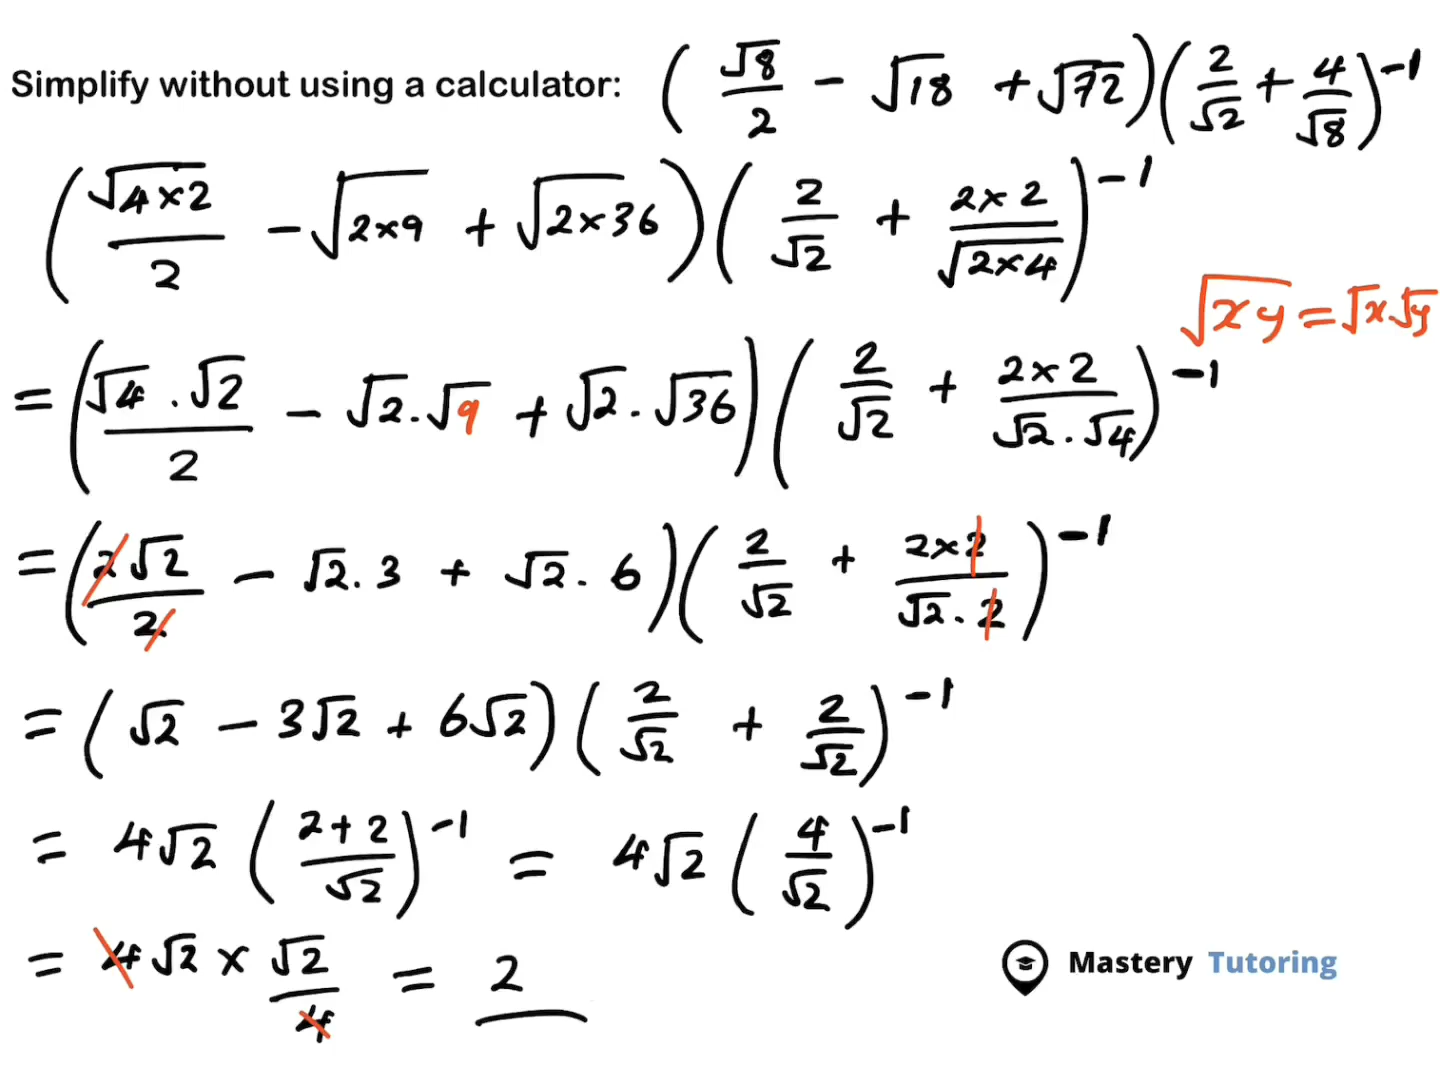 Simplify without using a calculator: (√8/2 − √18 + √72)(2/√2 + 4/√8)⁻¹
(√(4×2)/2 − √(2×9) + √(2×36))(2/√2 + (2×2)/√(2×4))⁻¹
√(xy) = √x.√y
= ((√4 . √2)/2 − √2 . √9 + √2 . √36)(2/√2 + (2×2)/(√2 . √4))⁻¹
= (2√2/2 − √2 . 3 + √2 . 6)(2/√2 + (2×2)/(√2 . 2))⁻¹
= (√2 − 3√2 + 6√2)(2/√2 + 2/√2)⁻¹
= 4√2 ((2+2)/√2)⁻¹ = 4√2 (4/√2)⁻¹
= 4√2 × √2/4 = 2
Mastery Tutoring